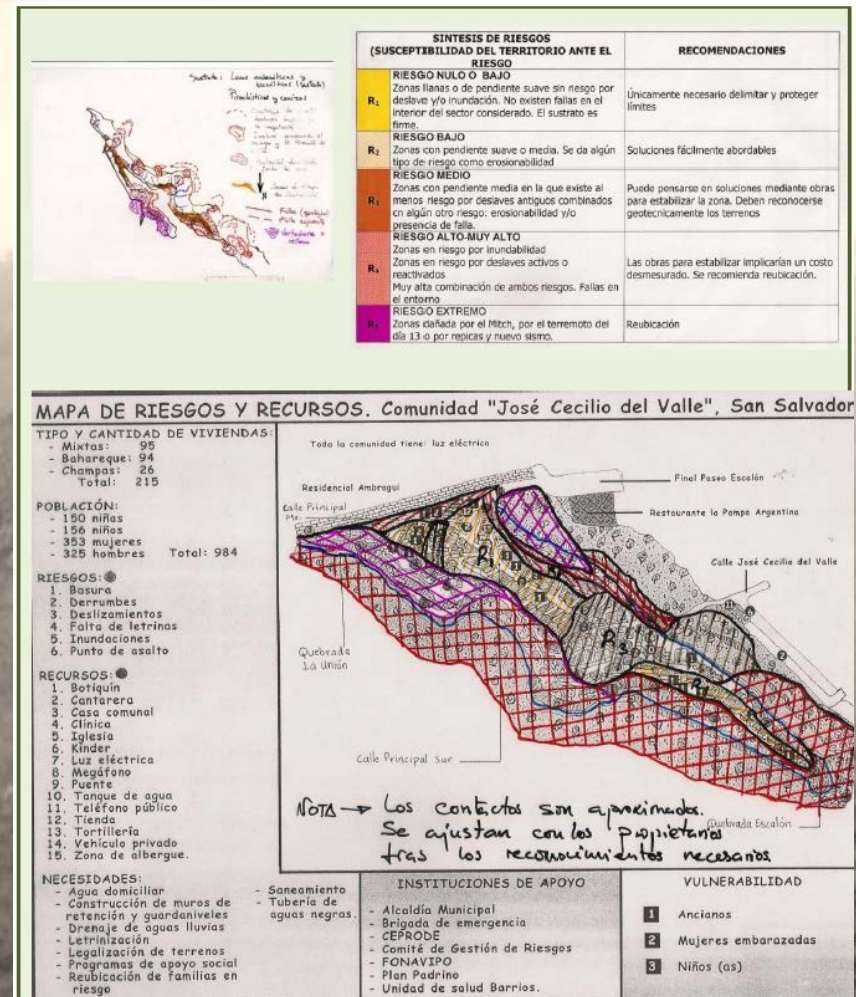 SINTESIS DE RIESGOS
(SUSCEPTIBILIDAD DEL TERRITORIO ANTE EL
RIESGO
RECOMENDACIONES
R₁
RIESGO NULO O BAJO
Zonas llanas o de pendiente suave sin riesgo por
deslave y/o inundación. No existen fallas en el
interior del sector considerado. El sustrato es
firme.
Únicamente necesario delimitar y proteger
límites
R₂
RIESGO BAJO
Zonas con pendiente suave o media. Se da algún
tipo de riesgo como erosionabilidad
Soluciones fácilmente abordables
R₃
RIESGO MEDIO
Zonas con pendiente media en la que existe al
menos riesgo por deslaves antiguos combinados
cn algún otro riesgo: erosionabilidad y/o
presencia de falla.
Puede pensarse en soluciones mediante obras
para estabilizar la zona. Deben reconocerse
geotecnicamente los terrenos
R₄
RIESGO ALTO-MUY ALTO
Zonas en riesgo por inundabilidad
Zonas en riesgo por deslaves activos o
reactivados
Muy alta combinación de ambos riesgos. Fallas en
el entorno
Las obras para estabilizar implicarían un costo
desmesurado. Se recomienda reubicación.
R₅
RIESGO EXTREMO
Zonas dañada por el Mitch, por el terremoto del
día 13 o por repicas y nuevo sismo.
Reubicación
MAPA DE RIESGOS Y RECURSOS. Comunidad "José Cecilio del Valle", San Salvador
TIPO Y CANTIDAD DE VIVIENDAS:
- Mixtas: 95
- Bahareque: 94
- Champas: 26
Total: 215
POBLACIÓN:
- 150 niñas
- 156 niños
- 353 mujeres
- 325 hombres Total: 984
RIESGOS:
1. Basura
2. Derrumbes
3. Deslizamientos
4. Falta de letrinas
5. Inundaciones
6. Punto de asalto
RECURSOS:
1. Botiquín
2. Cantarera
3. Casa comunal
4. Clínica
5. Iglesia
6. Kinder
7. Luz eléctrica
8. Megáfono
9. Puente
10. Tanque de agua
11. Teléfono público
12. Tienda
13. Tortillería
14. Vehículo privado
15. Zona de albergue.
Toda la comunidad tiene: luz eléctrica
Residencial Ambrogui
Calle Principal
Pte.
Final Paseo Escalón
Restaurante la Pampa Argentina
Calle José Cecilio del Valle
R₁
R₃
Quebrada
La Unión
Calle Principal Sur
Quebrada Escalón
NOTA → Los contactos son aproximados.
Se ajustan con los propietarios
tras los reconocimientos necesarios
NECESIDADES:
- Agua domiciliar
- Construcción de muros de
retención y guardaniveles
- Drenaje de aguas lluvias
- Letrinización
- Legalización de terrenos
- Programas de apoyo social
- Reubicación de familias en
riesgo
- Saneamiento
- Tubería de
aguas negras.
INSTITUCIONES DE APOYO
- Alcaldía Municipal
- Brigada de emergencia
- CEPRODE
- Comité de Gestión de Riesgos
- FONAVIPO
- Plan Padrino
- Unidad de salud Barrios.
VULNERABILIDAD
1 Ancianos
2 Mujeres embarazadas
3 Niños (as)